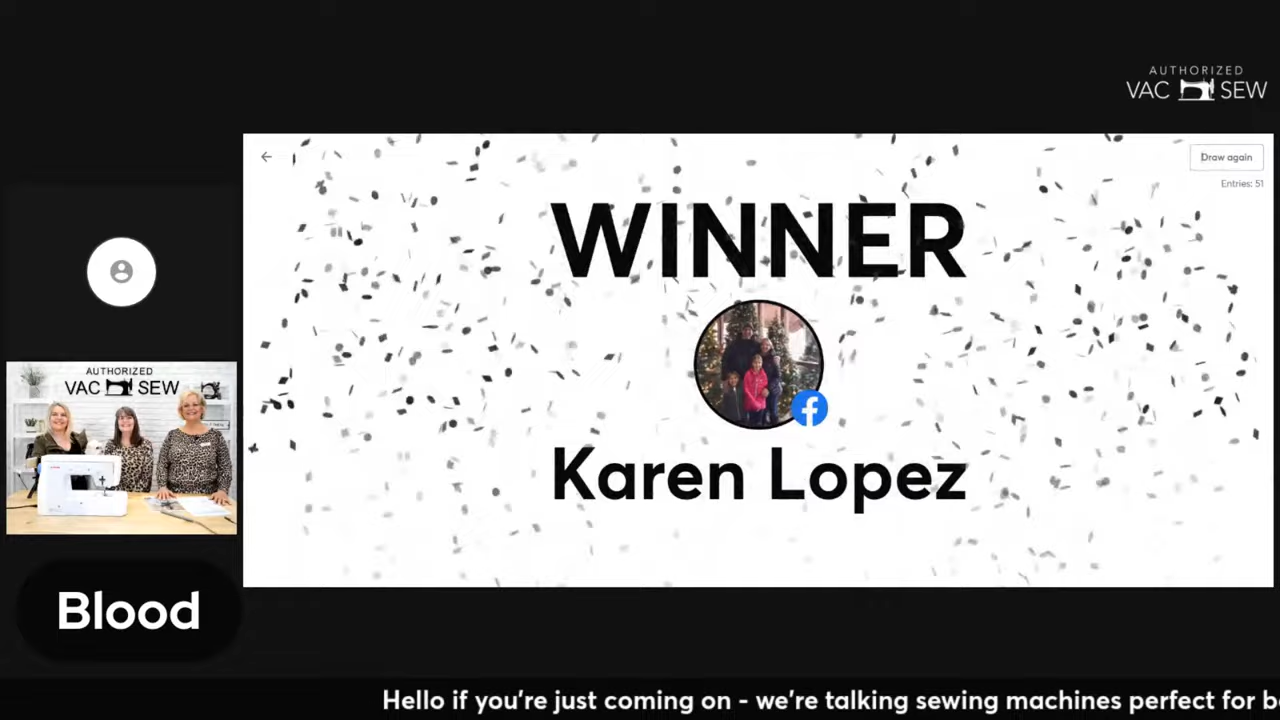 AUTHORIZED
VAC SEW
Draw again
Entries: 51
WINNER
Karen Lopez
AUTHORIZED
VAC SEW
Blood
Hello if you're just coming on - we're talking sewing machines perfect for b